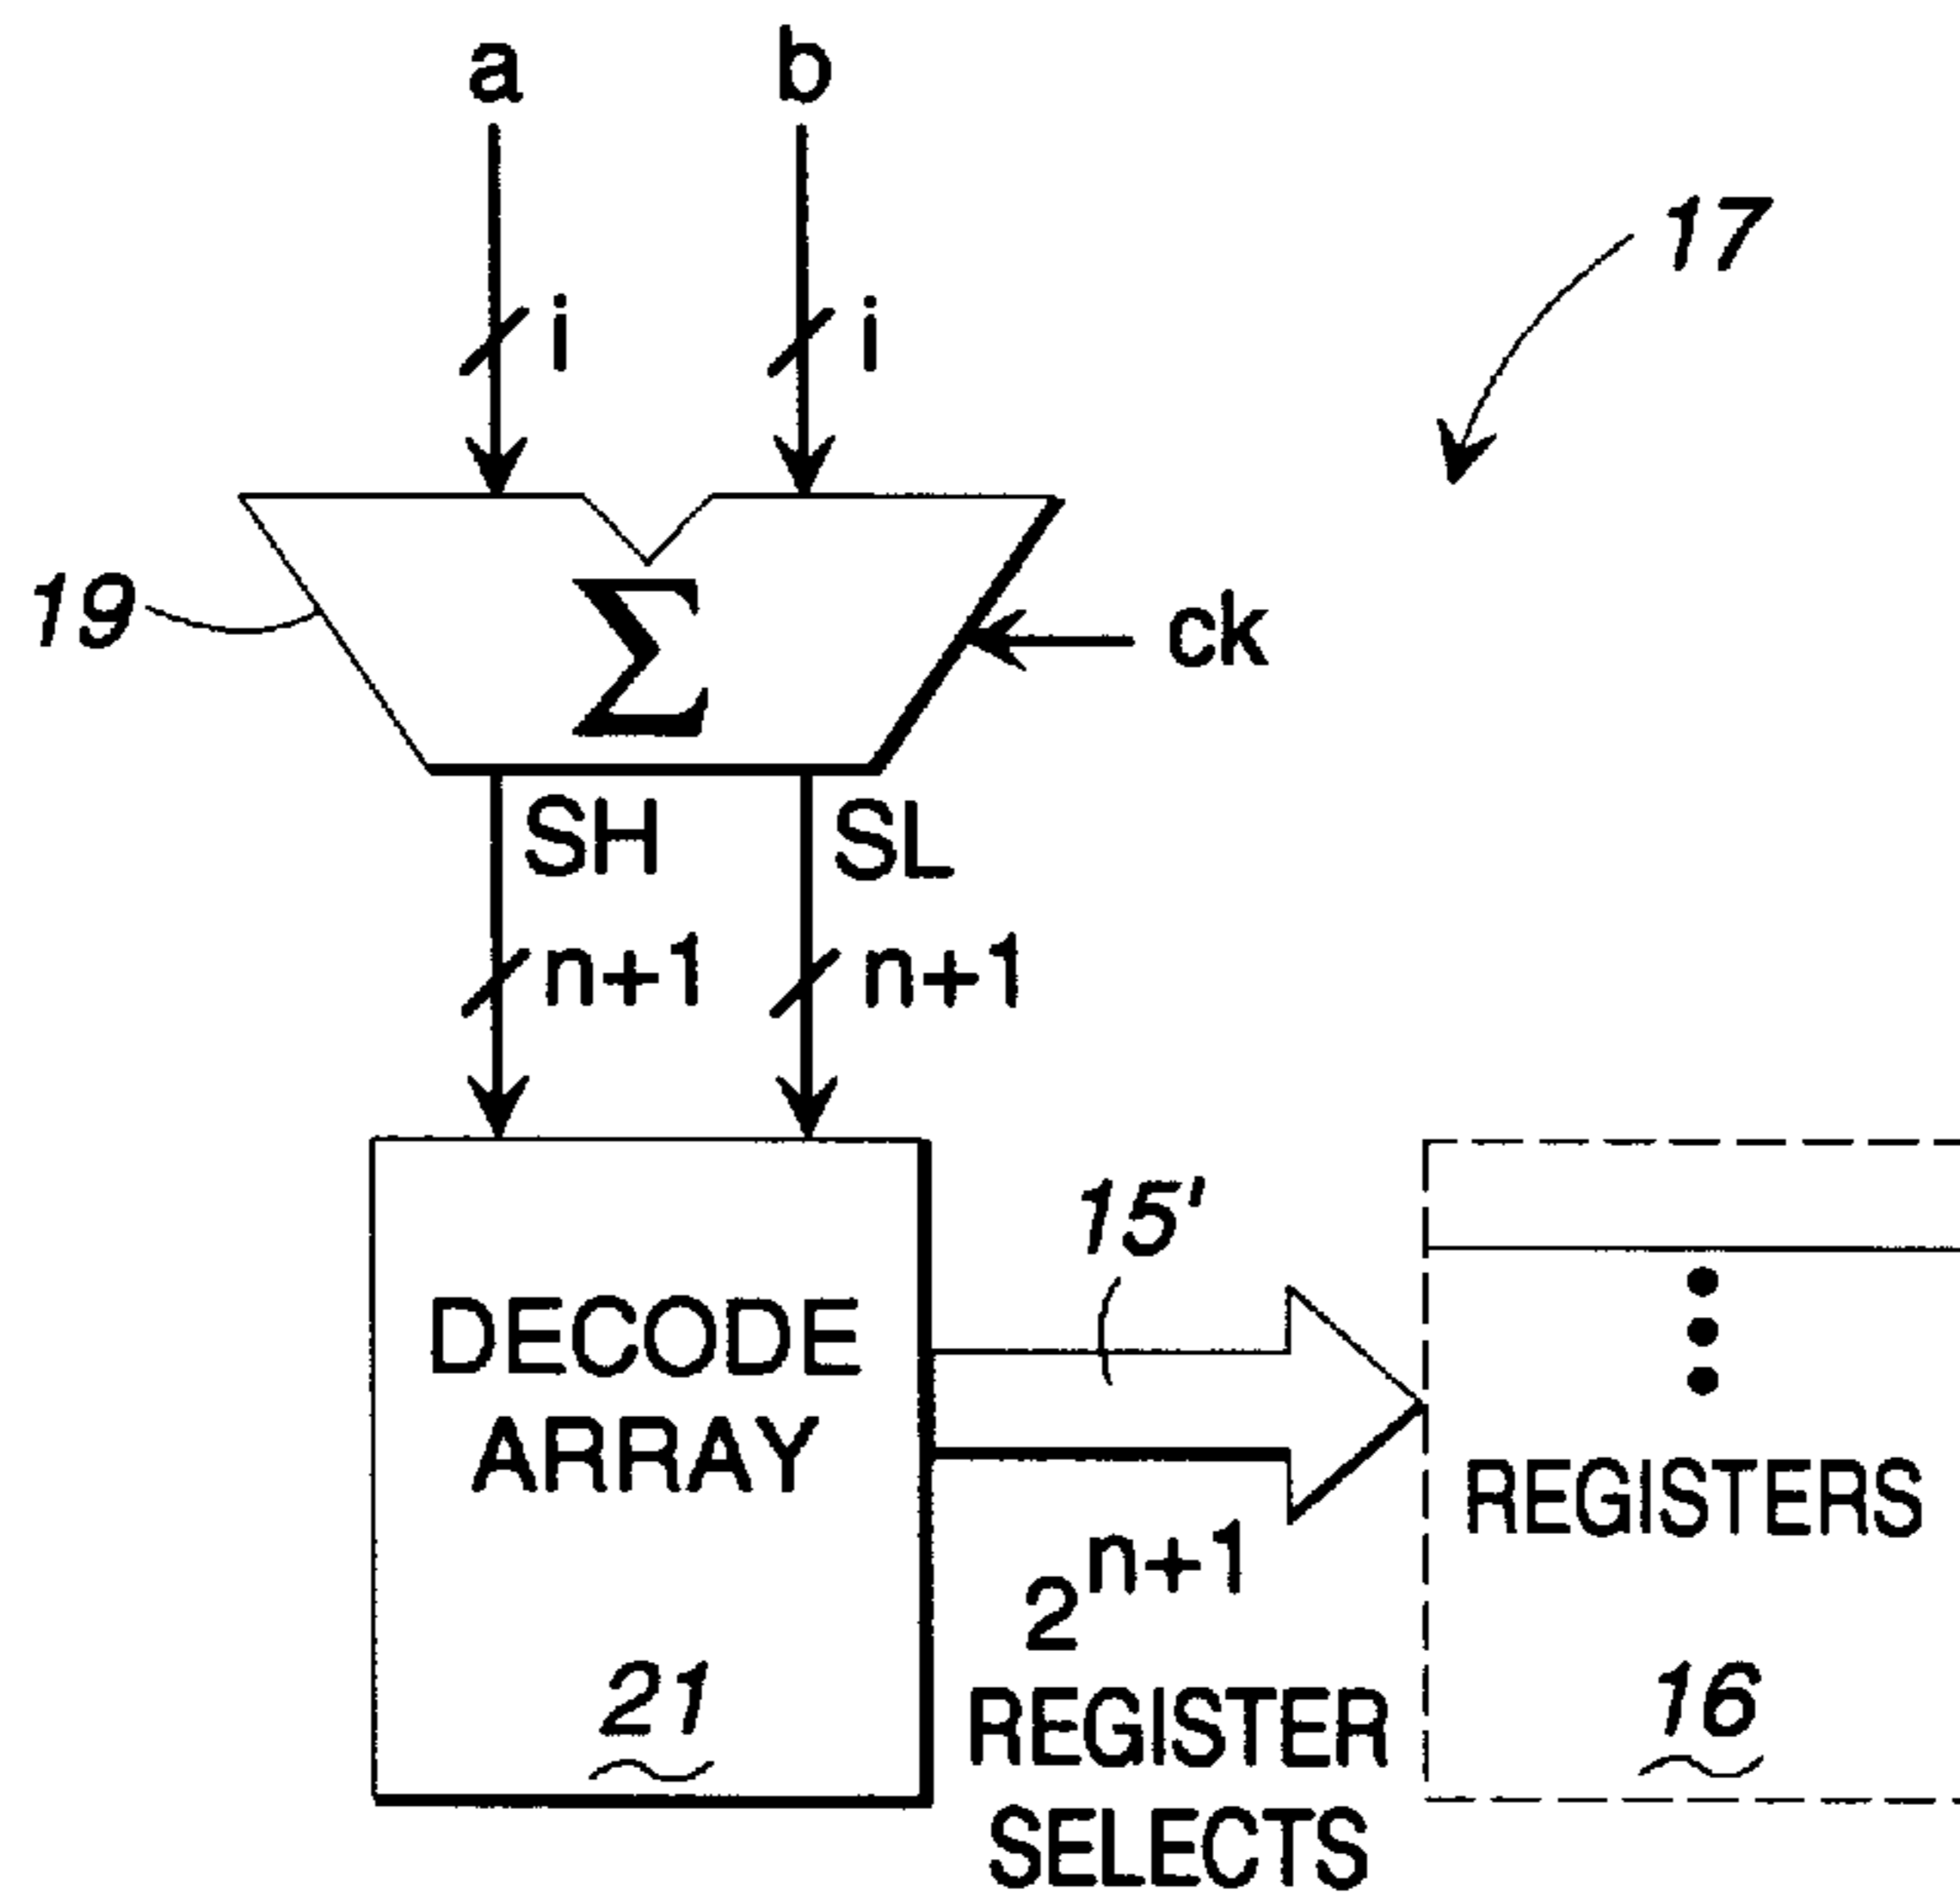 a
b
i
i
17
19
Σ
ck
SH
SL
n+1
n+1
15'
DECODE
ARRAY
21
2^{n+1}
REGISTER
SELECTS
REGISTERS
16